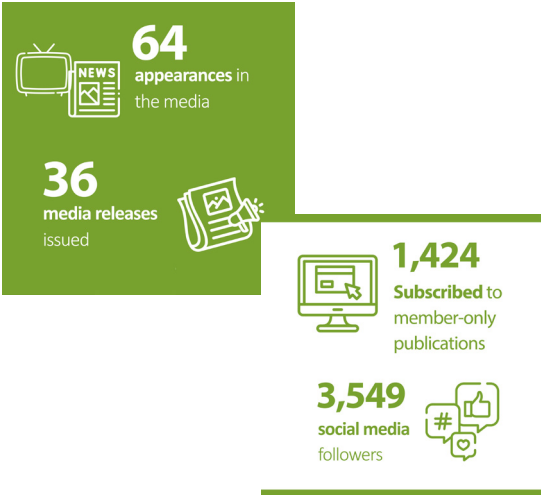 64
NEWS
appearances in
the media
36
media releases
issued
1,424
Subscribed to
member-only
publications
3,549
#
social media
followers